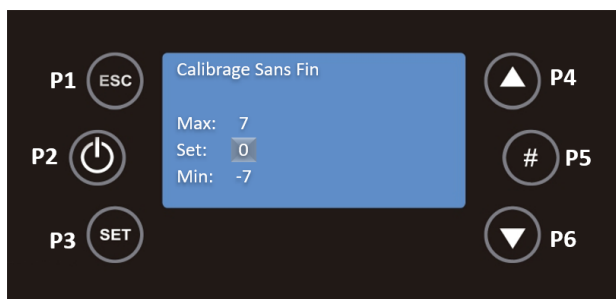 P1 ESC
P2
P3 SET
Calibrage Sans Fin
Max: 7
Set: 0
Min: -7
P4
# P5
P6